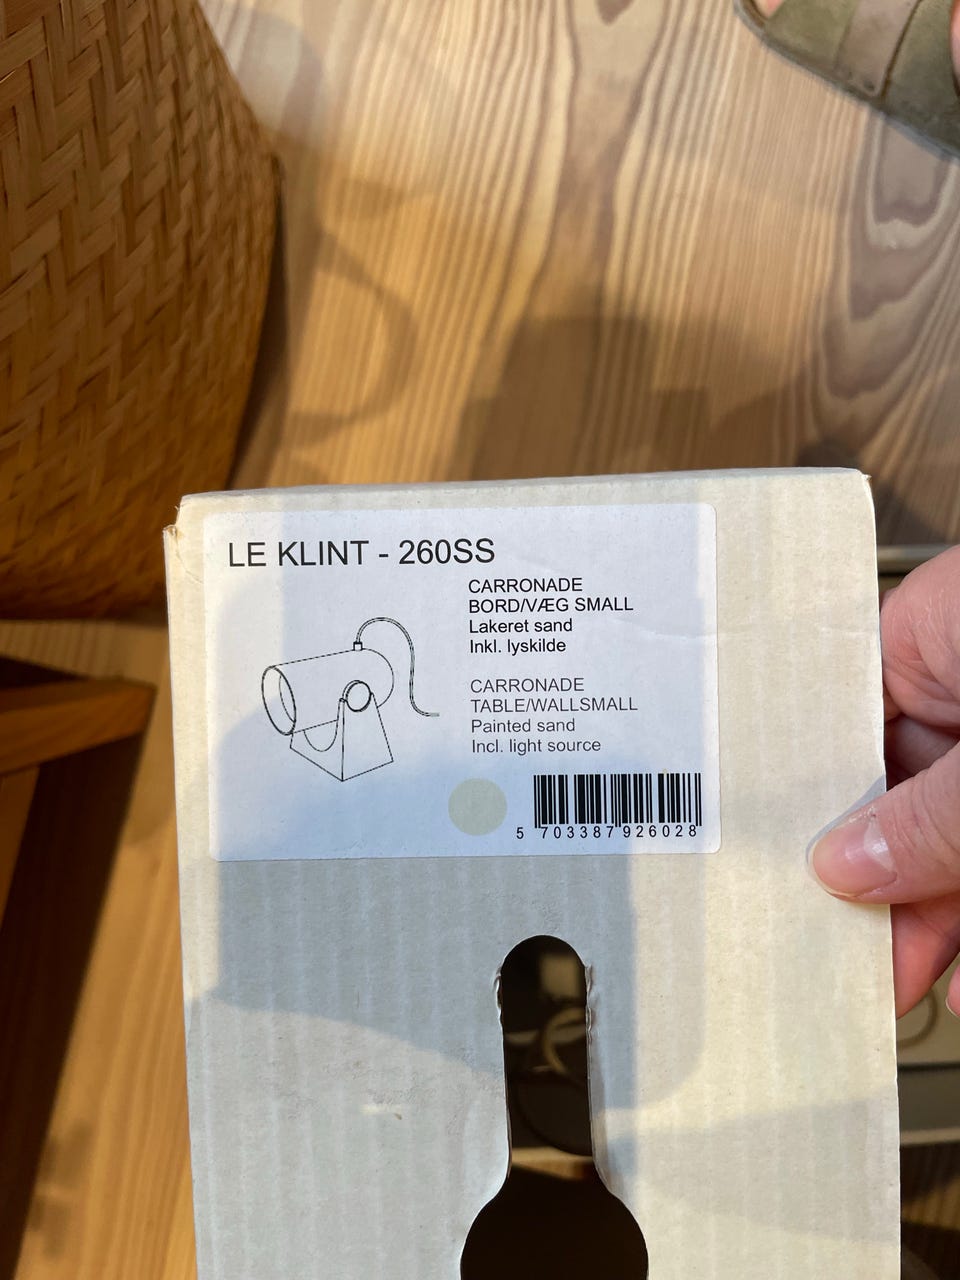 LE KLINT - 260SS
CARRONADE
BORD/VÆG SMALL
Lakeret sand
Inkl. lyskilde
CARRONADE
TABLE/WALLSMALL
Painted sand
Incl. light source
5 703387 926028